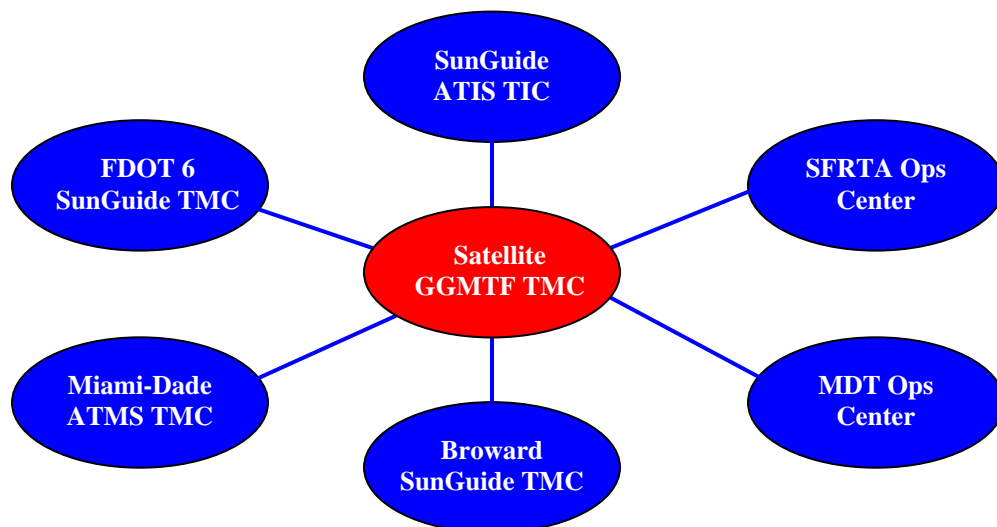 SunGuide
ATIS TIC
FDOT 6
SunGuide TMC
SFRTA Ops
Center
Satellite
GGMTF TMC
Miami-Dade
ATMS TMC
MDT Ops
Center
Broward
SunGuide TMC